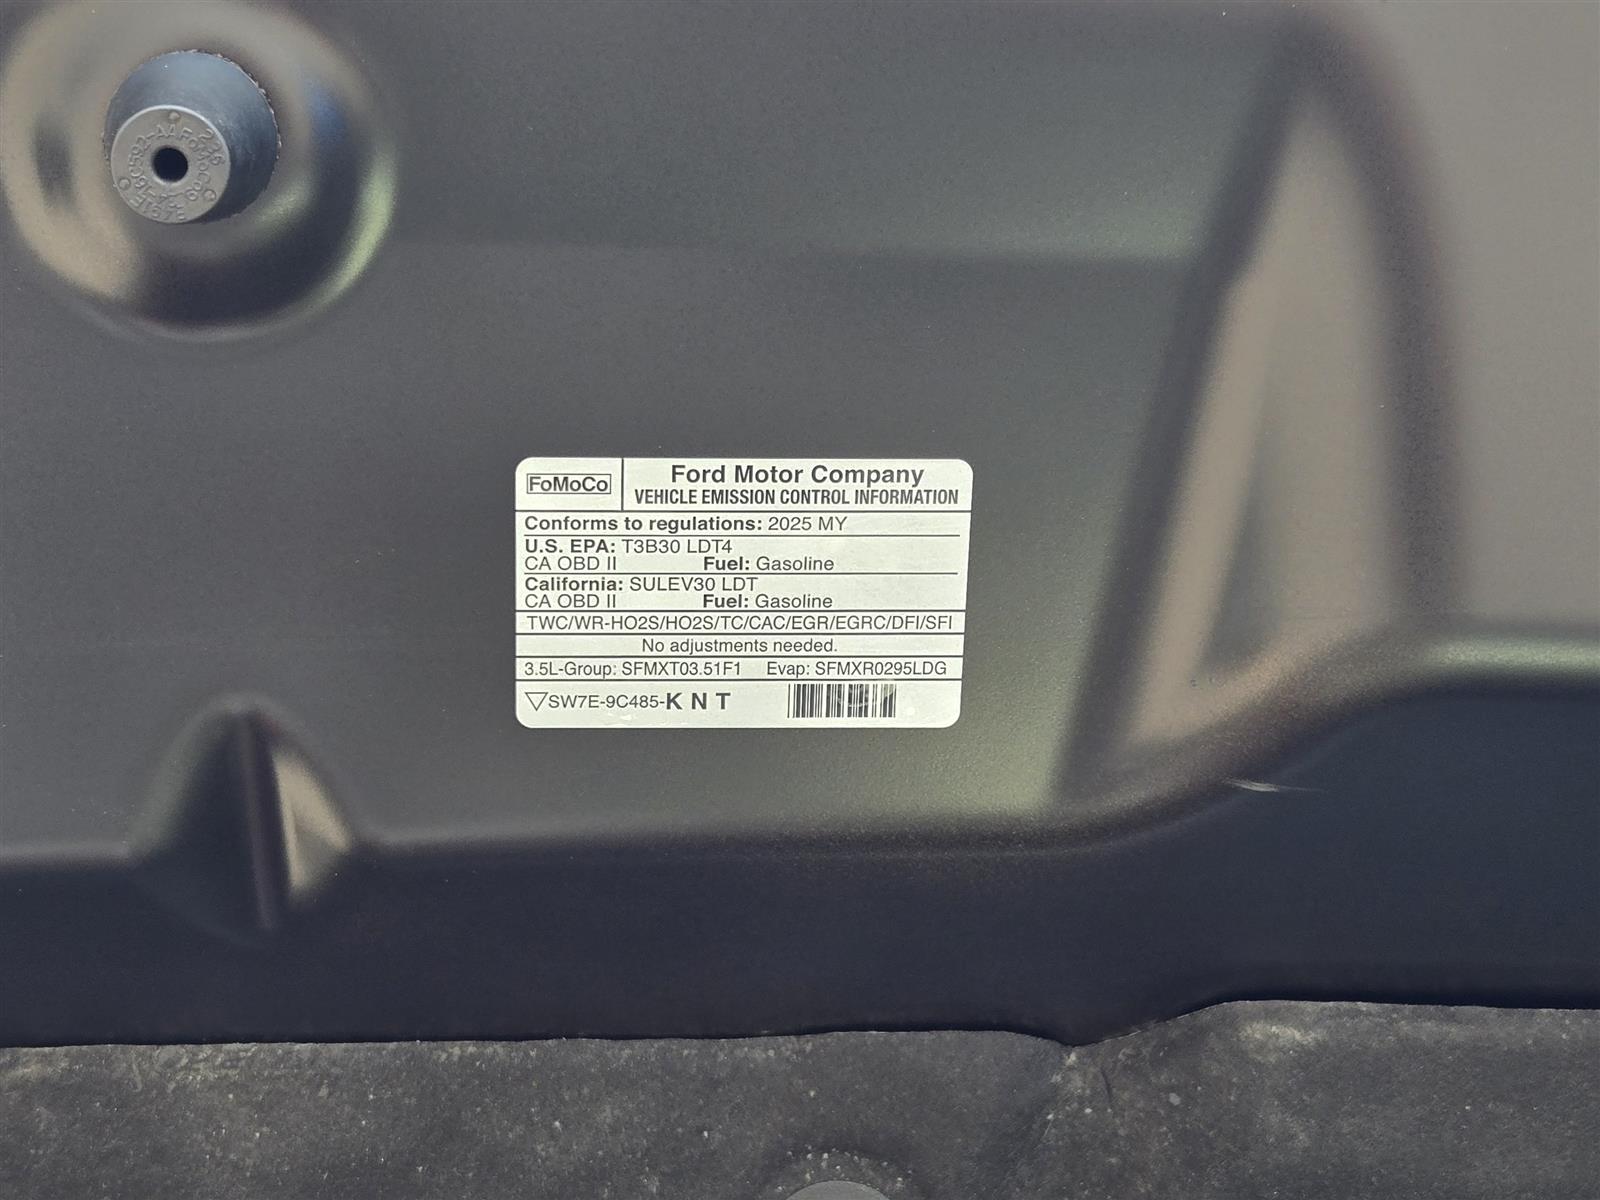 FoMoCo
Ford Motor Company
VEHICLE EMISSION CONTROL INFORMATION
Conforms to regulations: 2025 MY
U.S. EPA: T3B30 LDT4
CA OBD II Fuel: Gasoline
California: SULEV30 LDT
CA OBD II Fuel: Gasoline
TWC/WR-HO2S/HO2S/TC/CAC/EGR/EGRC/DFI/SFI
No adjustments needed.
3.5L-Group: SFMXT03.51F1 Evap: SFMXR0295LDG
SW7E-9C485-K N T